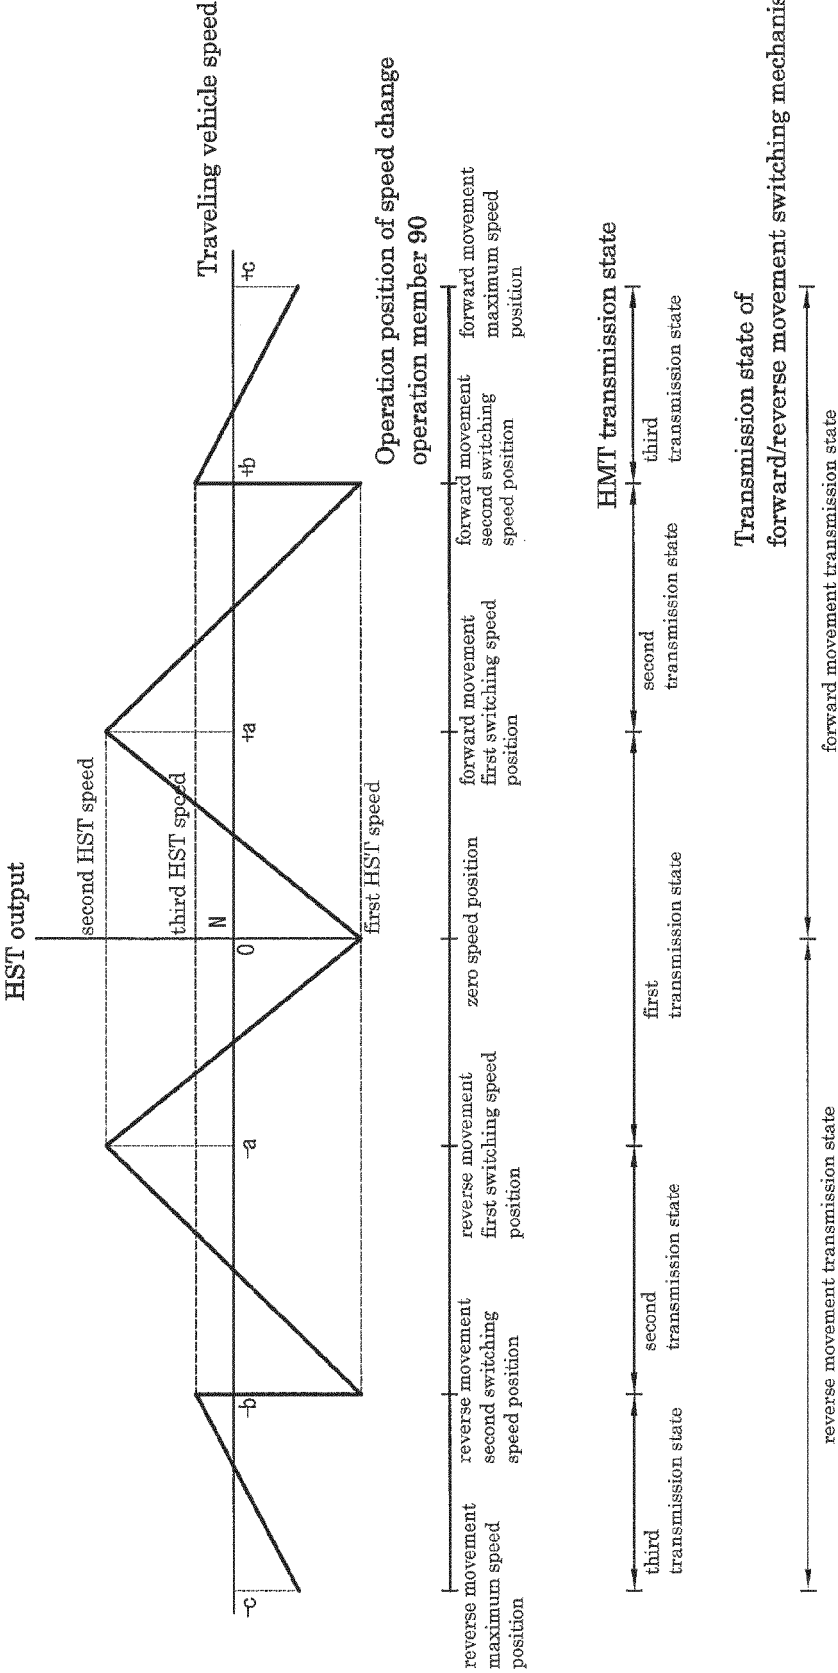 HST output
second HST speed
third HST speed
N
0
first HST speed
-c
-b
-a
+a
+b
+c
Traveling vehicle speed
Operation position of speed change
operation member 90
reverse movement
maximum speed
position
reverse movement
second switching
speed position
reverse movement
first switching speed
position
zero speed position
forward movement
first switching speed
position
forward movement
second switching
speed position
forward movement
maximum speed
position
HMT transmission state
third
transmission state
second
transmission state
first
transmission state
second
transmission state
third
transmission state
Transmission state of
forward/reverse movement switching mechanis
reverse movement transmission state
forward movement transmission state